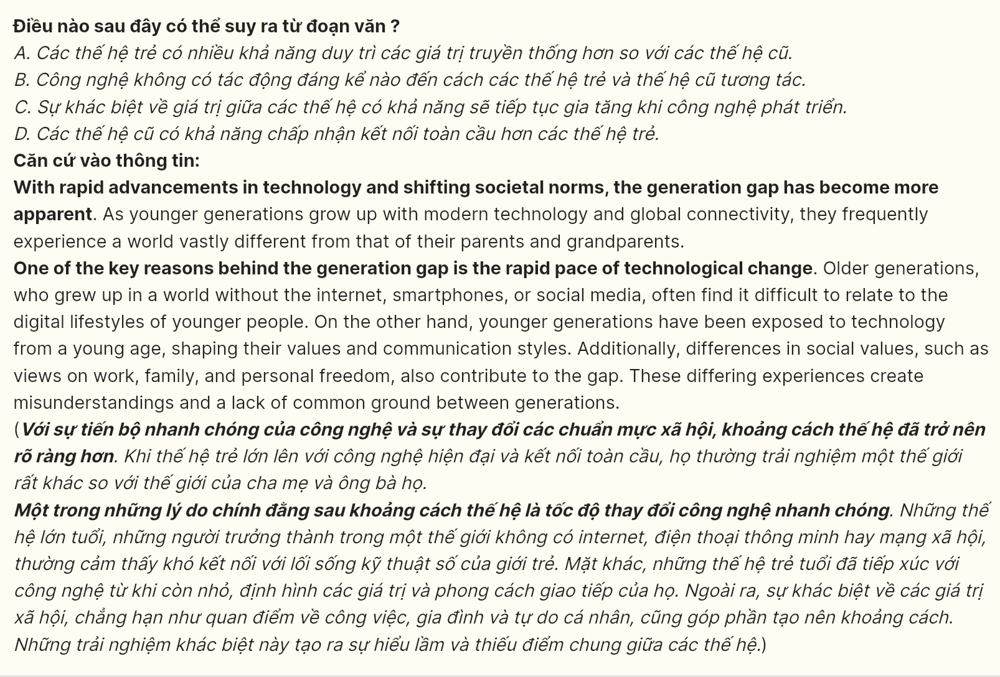 Điều nào sau đây có thể suy ra từ đoạn văn ?
A. Các thế hệ trẻ có nhiều khả năng duy trì các giá trị truyền thống hơn so với các thế hệ cũ.
B. Công nghệ không có tác động đáng kể nào đến cách các thế hệ trẻ và thế hệ cũ tương tác.
C. Sự khác biệt về giá trị giữa các thế hệ có khả năng sẽ tiếp tục gia tăng khi công nghệ phát triển.
D. Các thế hệ cũ có khả năng chấp nhận kết nối toàn cầu hơn các thế hệ trẻ.
Căn cứ vào thông tin:
With rapid advancements in technology and shifting societal norms, the generation gap has become more
apparent. As younger generations grow up with modern technology and global connectivity, they frequently
experience a world vastly different from that of their parents and grandparents.
One of the key reasons behind the generation gap is the rapid pace of technological change. Older generations,
who grew up in a world without the internet, smartphones, or social media, often find it difficult to relate to the
digital lifestyles of younger people. On the other hand, younger generations have been exposed to technology
from a young age, shaping their values and communication styles. Additionally, differences in social values, such as
views on work, family, and personal freedom, also contribute to the gap. These differing experiences create
misunderstandings and a lack of common ground between generations.
(Với sự tiến bộ nhanh chóng của công nghệ và sự thay đổi các chuẩn mực xã hội, khoảng cách thế hệ đã trở nên
rõ ràng hơn. Khi thế hệ trẻ lớn lên với công nghệ hiện đại và kết nối toàn cầu, họ thường trải nghiệm một thế giới
rất khác so với thế giới của cha mẹ và ông bà họ.
Một trong những lý do chính đằng sau khoảng cách thế hệ là tốc độ thay đổi công nghệ nhanh chóng. Những thế
hệ lớn tuổi, những người trưởng thành trong một thế giới không có internet, điện thoại thông minh hay mạng xã hội,
thường cảm thấy khó kết nối với lối sống kỹ thuật số của giới trẻ. Mặt khác, những thế hệ trẻ tuổi đã tiếp xúc với
công nghệ từ khi còn nhỏ, định hình các giá trị và phong cách giao tiếp của họ. Ngoài ra, sự khác biệt về các giá trị
xã hội, chẳng hạn như quan điểm về công việc, gia đình và tự do cá nhân, cũng góp phần tạo nên khoảng cách.
Những trải nghiệm khác biệt này tạo ra sự hiểu lầm và thiếu điểm chung giữa các thế hệ.)